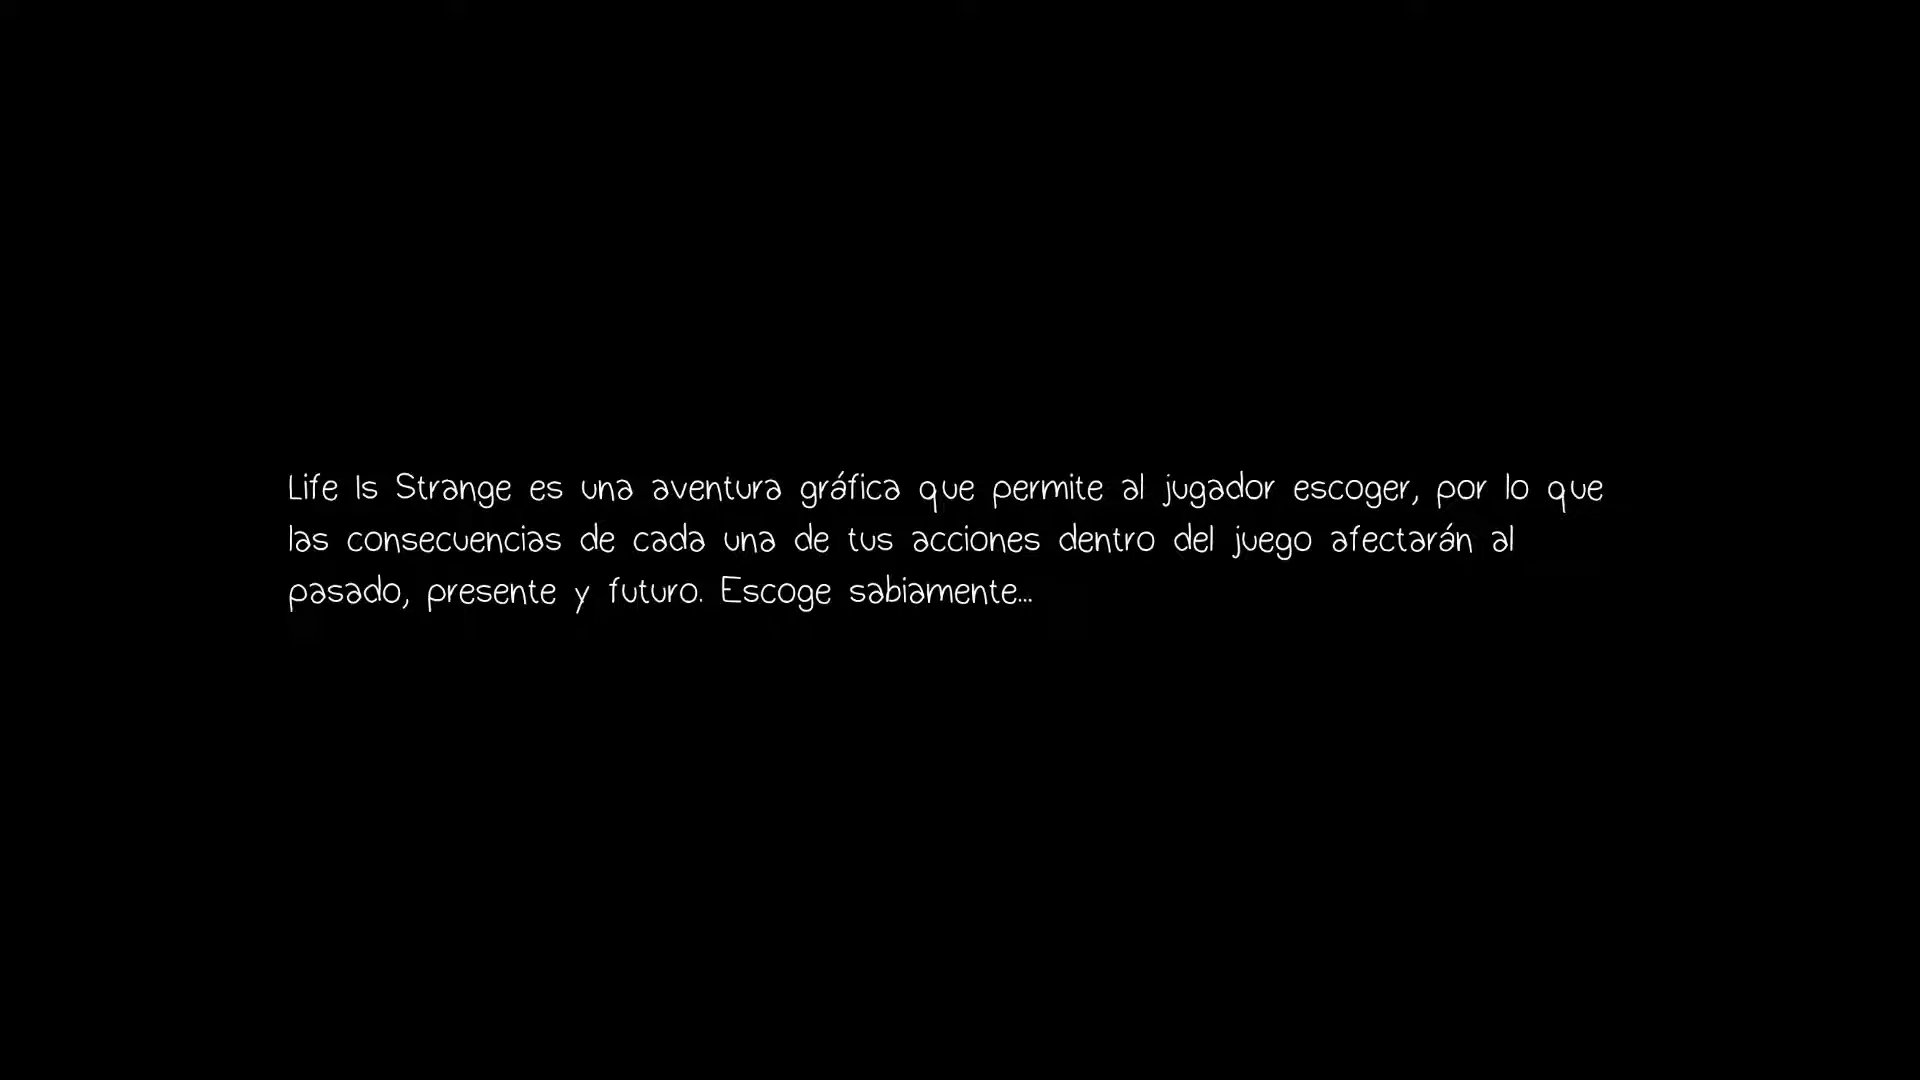 Life Is Strange es una aventura gráfica que permite al jugador escoger, por lo que
las consecuencias de cada una de tus acciones dentro del juego afectarán al
pasado, presente y futuro. Escoge sabiamente...